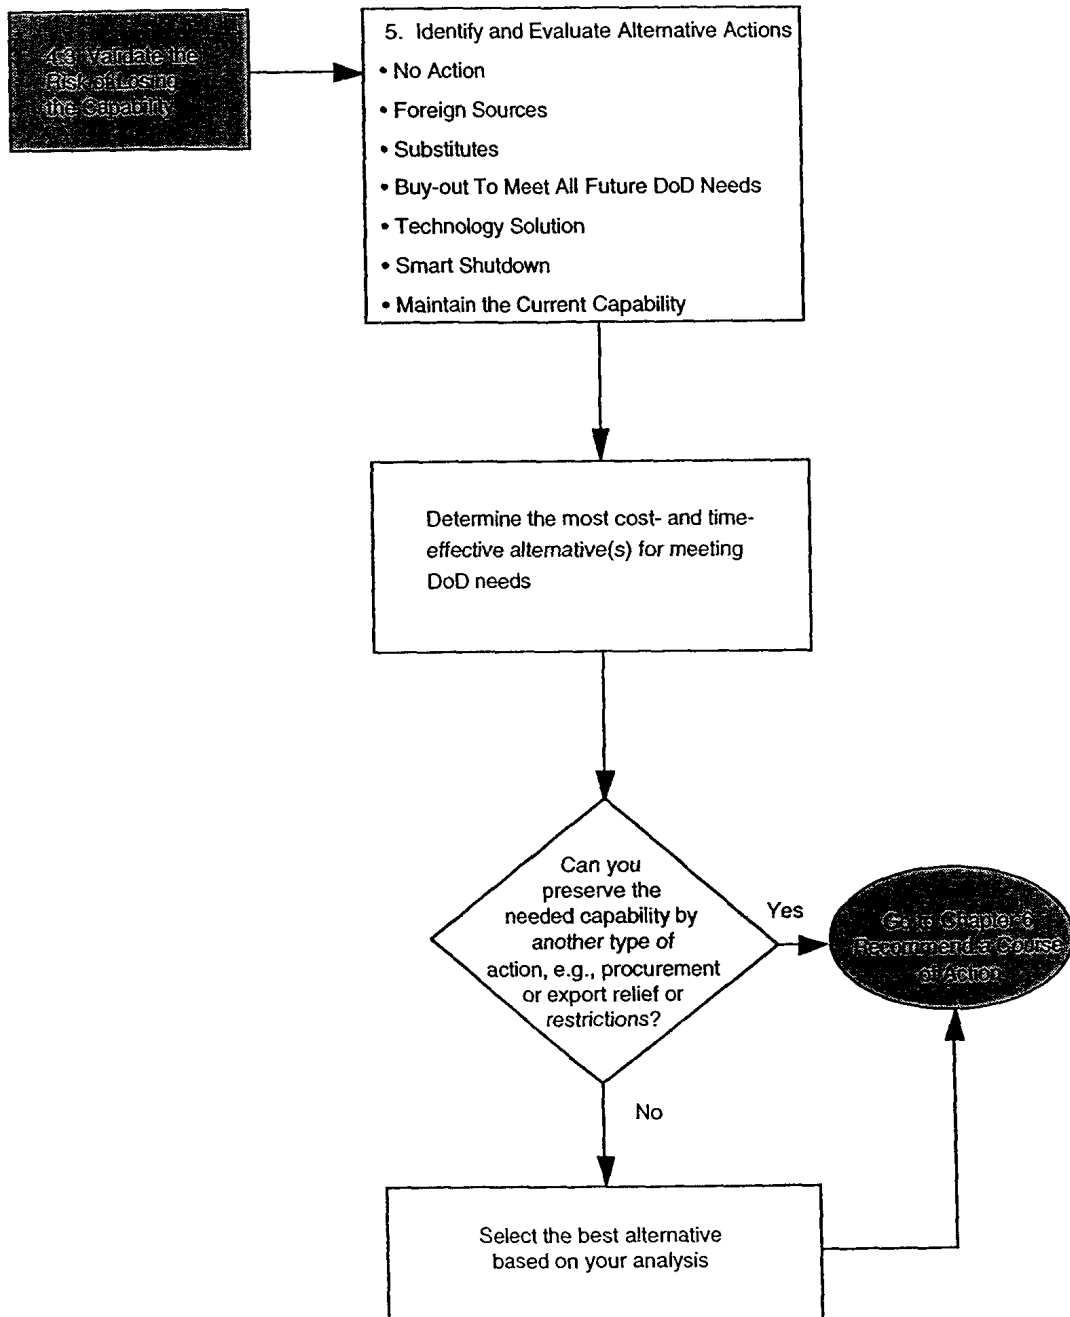 4.3 Validate the
Risk of Losing
the Capability
5. Identify and Evaluate Alternative Actions
• No Action
• Foreign Sources
• Substitutes
• Buy-out To Meet All Future DoD Needs
• Technology Solution
• Smart Shutdown
• Maintain the Current Capability
Determine the most cost- and time-
effective alternative(s) for meeting
DoD needs
Can you
preserve the
needed capability by
another type of
action, e.g., procurement
or export relief or
restrictions?
Yes
Go to Chapter 6
Recommend a Course
of Action
No
Select the best alternative
based on your analysis